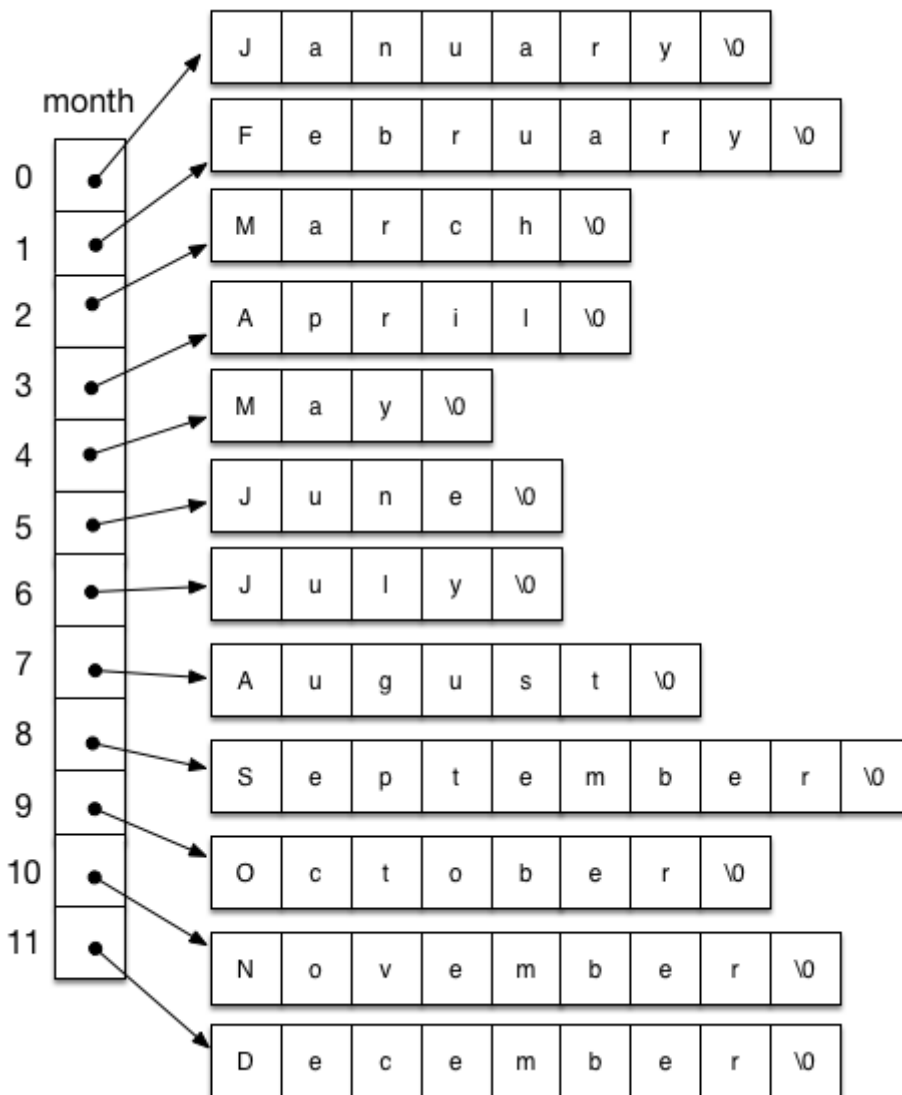 J a n u a r y \0
month
F e b r u a r y \0
0
M a r c h \0
1
A p r i l \0
2
3
M a y \0
4
J u n e \0
5
J u l y \0
6
7
A u g u s t \0
8
S e p t e m b e r \0
9
O c t o b e r \0
10
11
N o v e m b e r \0
D e c e m b e r \0